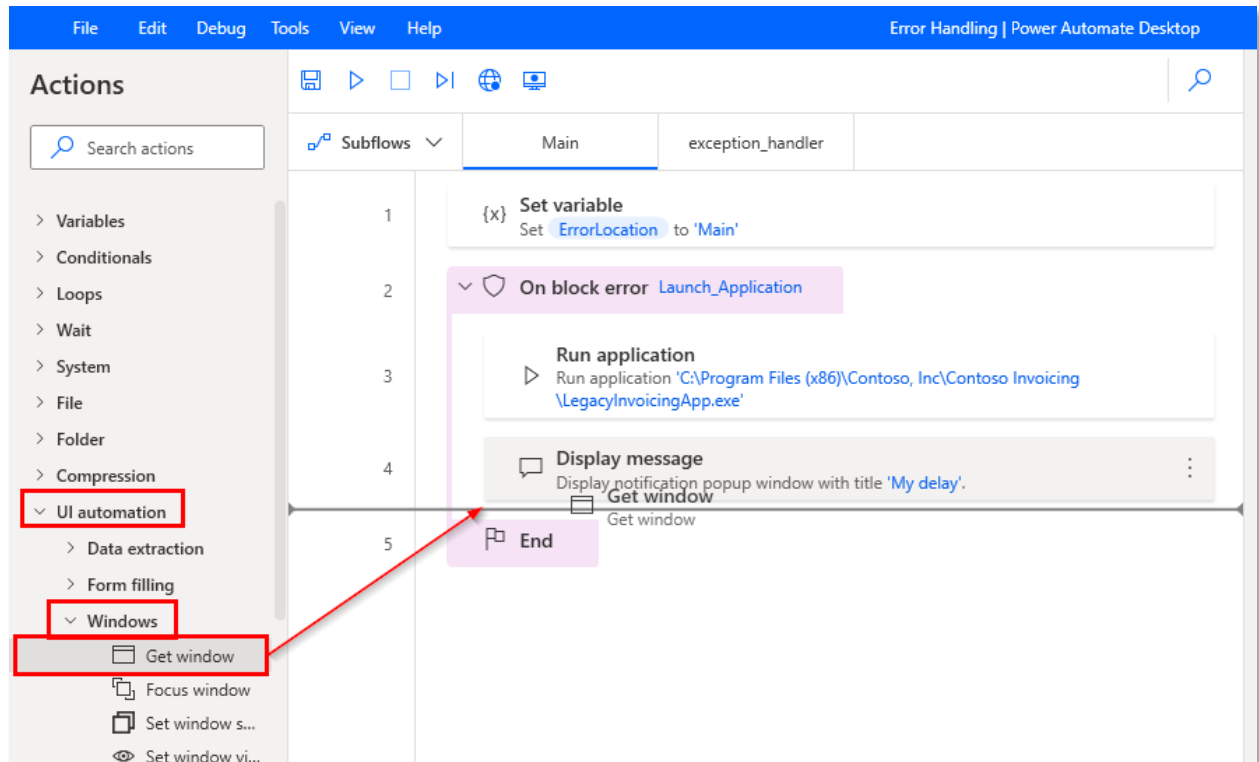 File Edit Debug Tools View Help Error Handling | Power Automate Desktop
Actions
Search actions
Variables
Conditionals
Loops
Wait
System
File
Folder
Compression
UI automation
Data extraction
Form filling
Windows
Get window
Focus window
Set window s...
Set window vi...
Subflows Main exception_handler
1 {x} Set variable
Set ErrorLocation to 'Main'
2 On block error Launch_Application
Run application
3 Run application 'C:\Program Files (x86)\Contoso, Inc\Contoso Invoicing
\LegacyInvoicingApp.exe'
4 Display message
Display notification popup window with title 'My delay'.
Get window
Get window
5 End